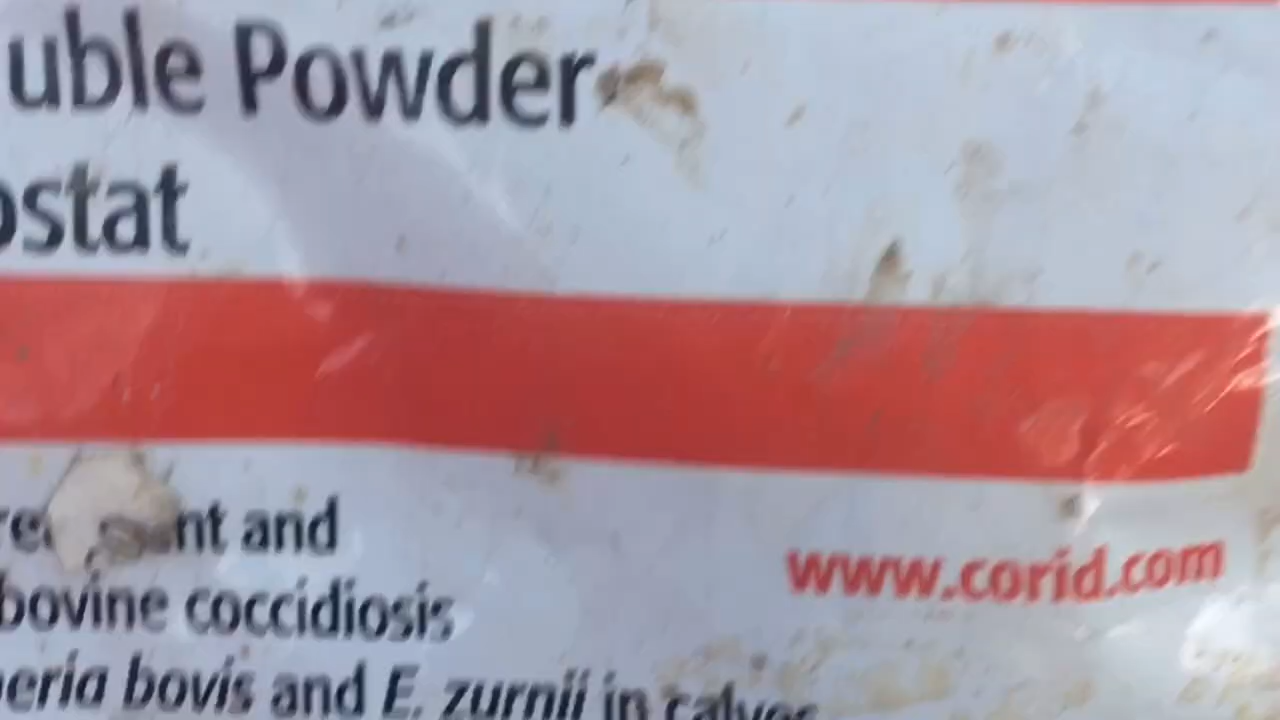 uble Powder
ostat
nt and
bovine coccidiosis
www.corid.com
eria bovis and E. zurnii in calves